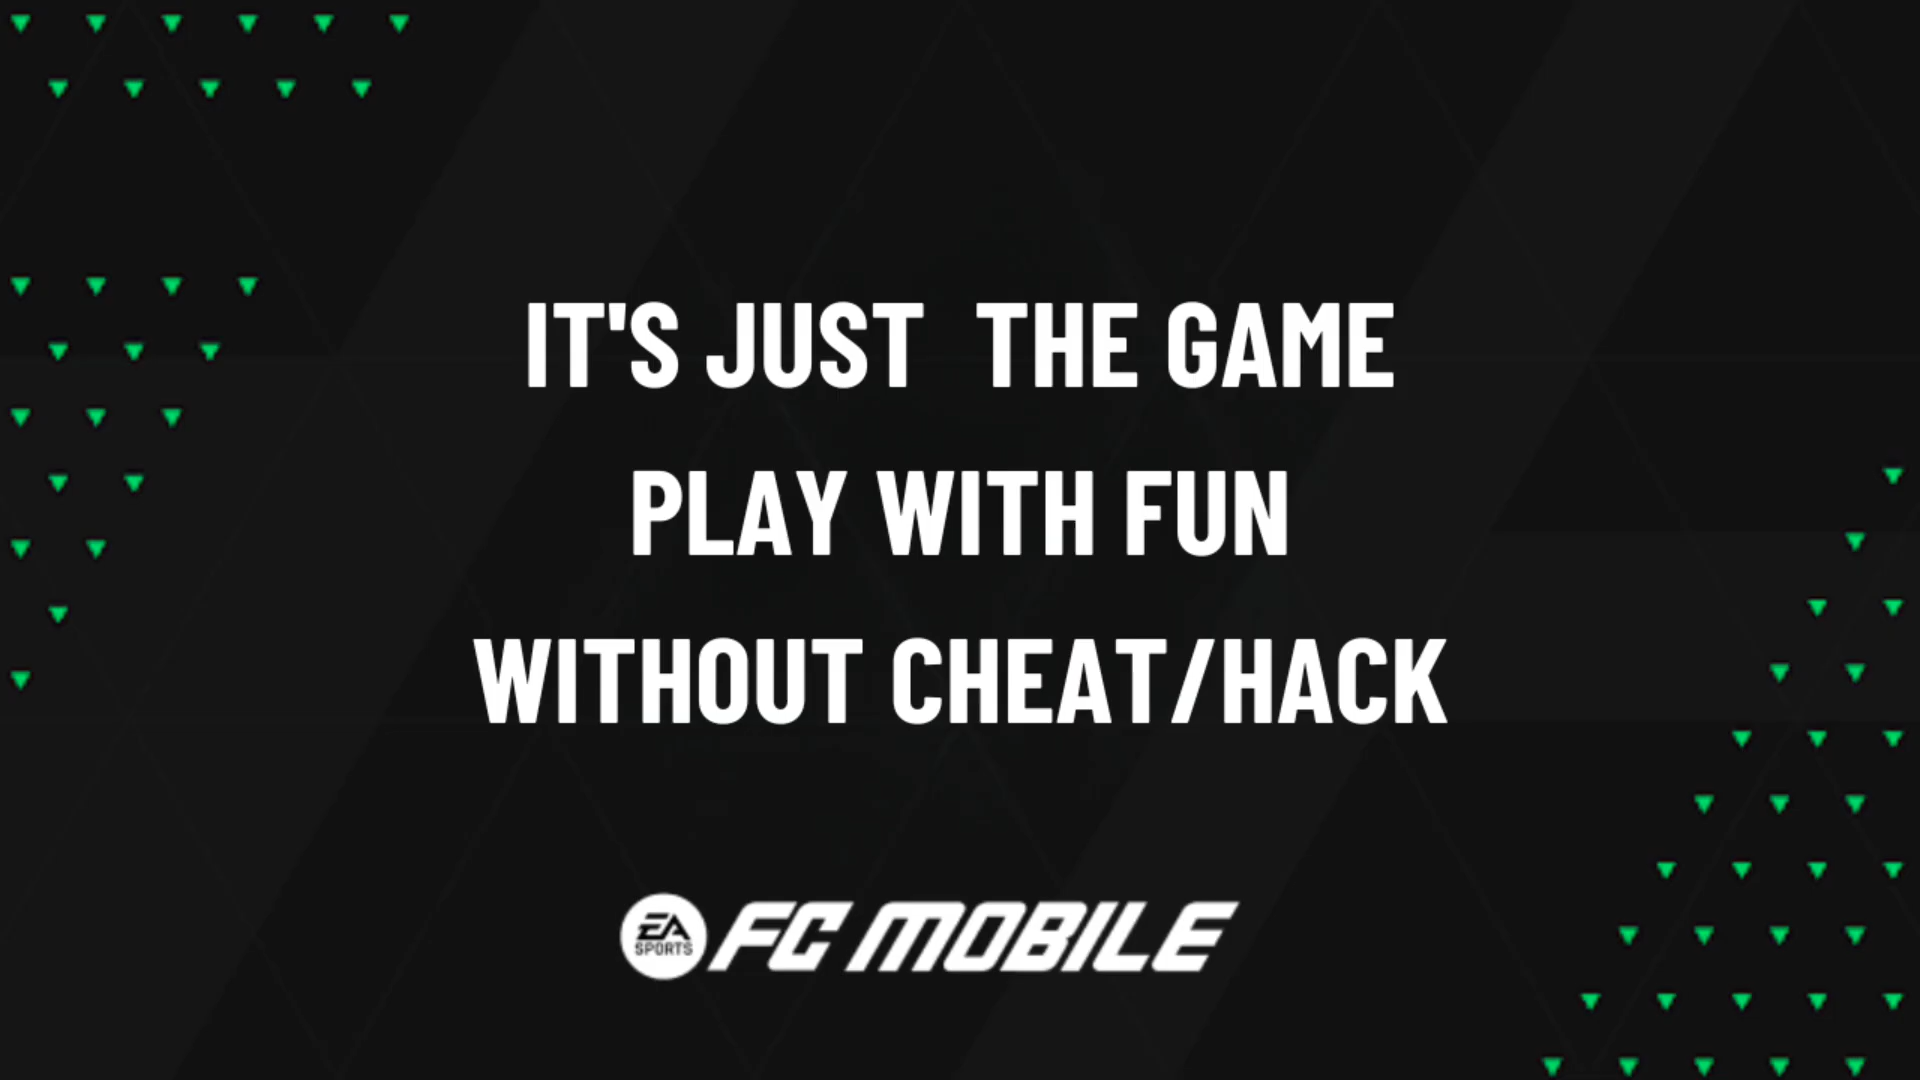 IT'S JUST  THE GAME
PLAY WITH FUN
WITHOUT CHEAT/HACK
EA SPORTS FC MOBILE